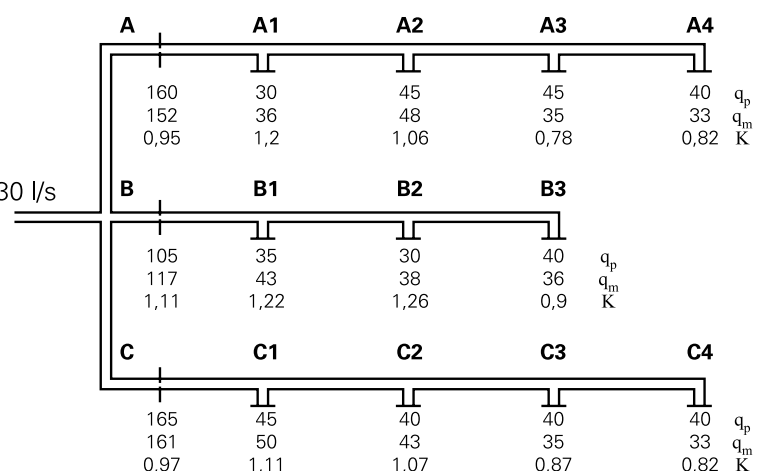 A A1 A2 A3 A4
160 30 45 45 40 qp
152 36 48 35 33 qm
0,95 1,2 1,06 0,78 0,82 K
30 l/s
B B1 B2 B3
105 35 30 40 qp
117 43 38 36 qm
1,11 1,22 1,26 0,9 K
C C1 C2 C3 C4
165 45 40 40 40 qp
161 50 43 35 33 qm
0,97 1,11 1,07 0,87 0,82 K